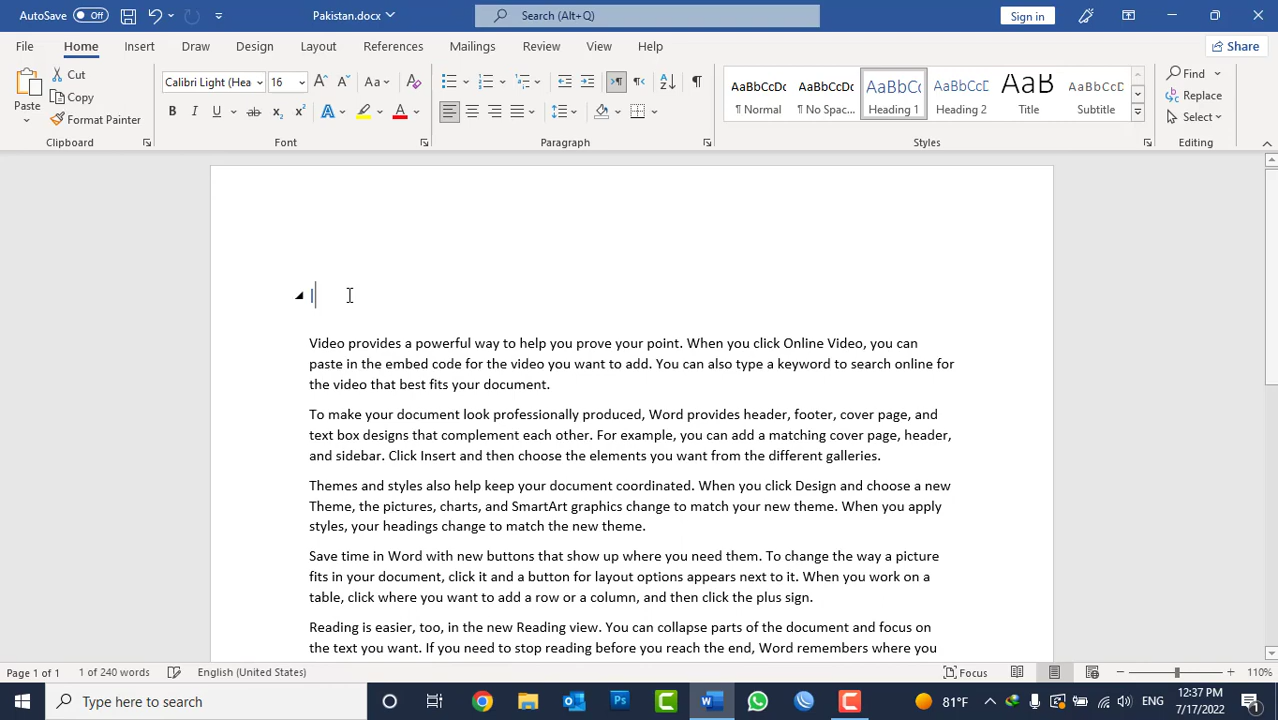 AutoSave Off Pakistan.docx Search (Alt+Q) Sign in
File Home Insert Draw Design Layout References Mailings Review View Help Share
Paste Cut Copy Format Painter
Calibri Light (Hea 16 Aa
B I U ab x₂ x² A A
AaBbCcDc AaBbCcDc AaBbCc AaBbCcD AaB AaBbCcD
¶ Normal ¶ No Spac... Heading 1 Heading 2 Title Subtitle
Find
Replace
Select
Clipboard Font Paragraph Styles Editing
I
Video provides a powerful way to help you prove your point. When you click Online Video, you can
paste in the embed code for the video you want to add. You can also type a keyword to search online for
the video that best fits your document.
To make your document look professionally produced, Word provides header, footer, cover page, and
text box designs that complement each other. For example, you can add a matching cover page, header,
and sidebar. Click Insert and then choose the elements you want from the different galleries.
Themes and styles also help keep your document coordinated. When you click Design and choose a new
Theme, the pictures, charts, and SmartArt graphics change to match your new theme. When you apply
styles, your headings change to match the new theme.
Save time in Word with new buttons that show up where you need them. To change the way a picture
fits in your document, click it and a button for layout options appears next to it. When you work on a
table, click where you want to add a row or a column, and then click the plus sign.
Reading is easier, too, in the new Reading view. You can collapse parts of the document and focus on
the text you want. If you need to stop reading before you reach the end, Word remembers where you
Page 1 of 1 1 of 240 words English (United States) Focus 110%
Type here to search 81°F ENG 12:37 PM
7/17/2022